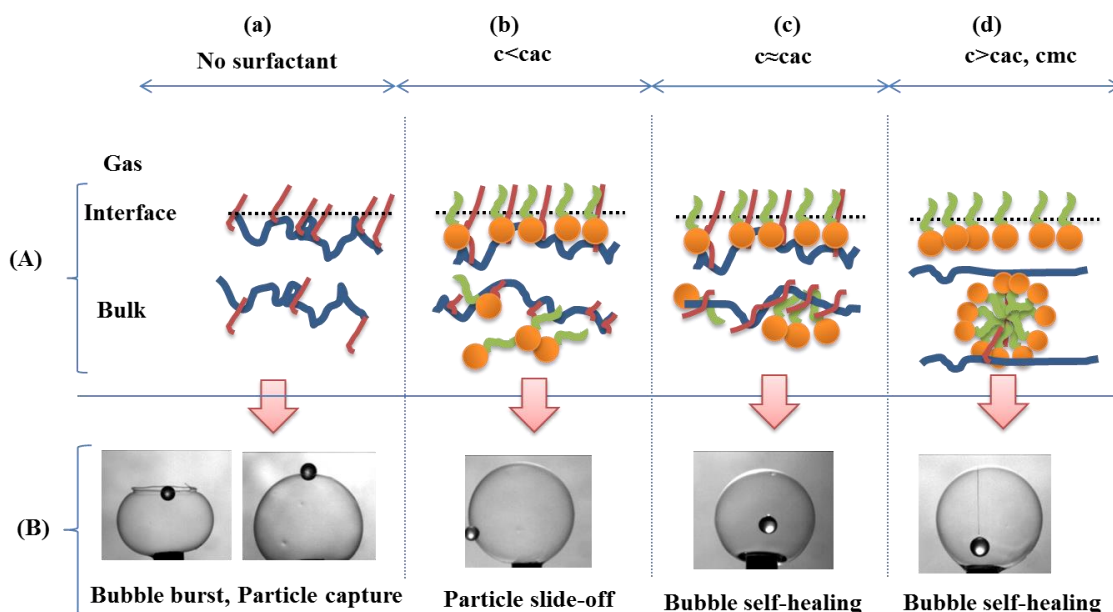 (a)
(b)
(c)
(d)
No surfactant
c<cac
c≈cac
c>cac, cmc
Gas
Interface
(A)
Bulk
(B)
Bubble burst, Particle capture
Particle slide-off
Bubble self-healing
Bubble self-healing